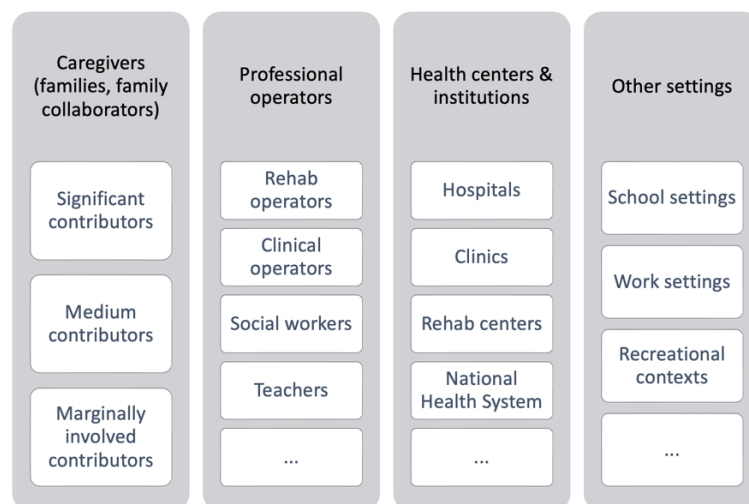 Caregivers
(families, family
collaborators)
Significant
contributors
Medium
contributors
Marginally
involved
contributors
Professional
operators
Rehab
operators
Clinical
operators
Social workers
Teachers
...
Health centers &
institutions
Hospitals
Clinics
Rehab centers
National
Health System
...
Other settings
School settings
Work settings
Recreational
contexts
...